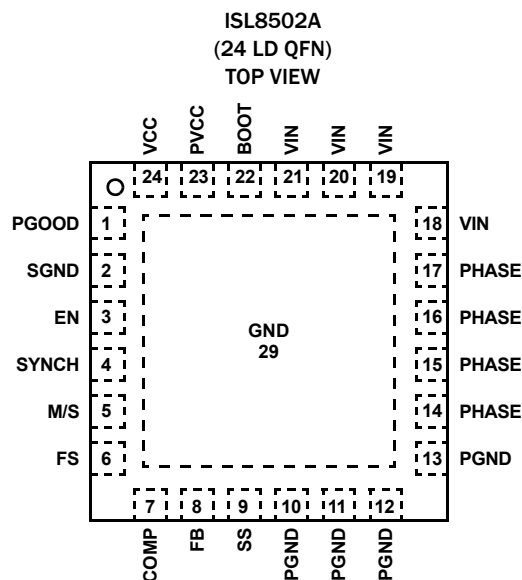 ISL8502A
(24 LD QFN)
TOP VIEW
VCC
PVCC
BOOT
VIN
VIN
VIN
24 23 22 21 20 19
PGOOD 1
18 VIN
SGND 2
17 PHASE
EN 3
16 PHASE
GND
29
SYNCH 4
15 PHASE
M/S 5
14 PHASE
FS 6
13 PGND
7 8 9 10 11 12
COMP
FB
SS
PGND
PGND
PGND